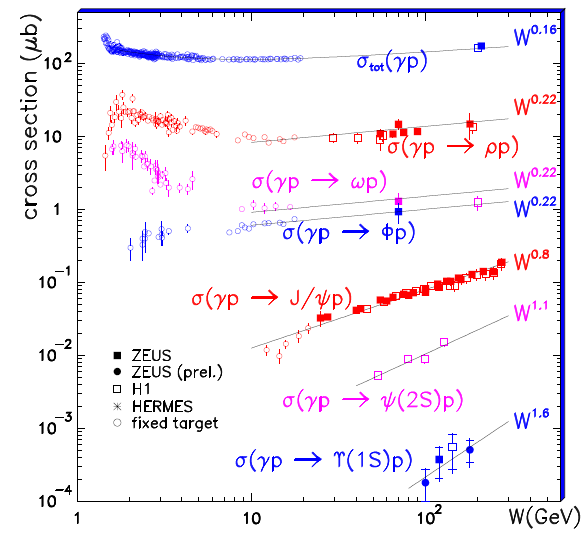 cross section (μb)
10²
10
1
10⁻¹
10⁻²
10⁻³
10⁻⁴
σtot(γp)
W^0.16
σ(γp → ρp)
W^0.22
σ(γp → ωp)
W^0.22
σ(γp → Φp)
W^0.22
σ(γp → J/ψp)
W^0.8
σ(γp → ψ(2S)p)
W^1.1
σ(γp → ϒ(1S)p)
W^1.6
ZEUS
ZEUS (prel.)
H1
HERMES
fixed target
1
10
10²
W(GeV)